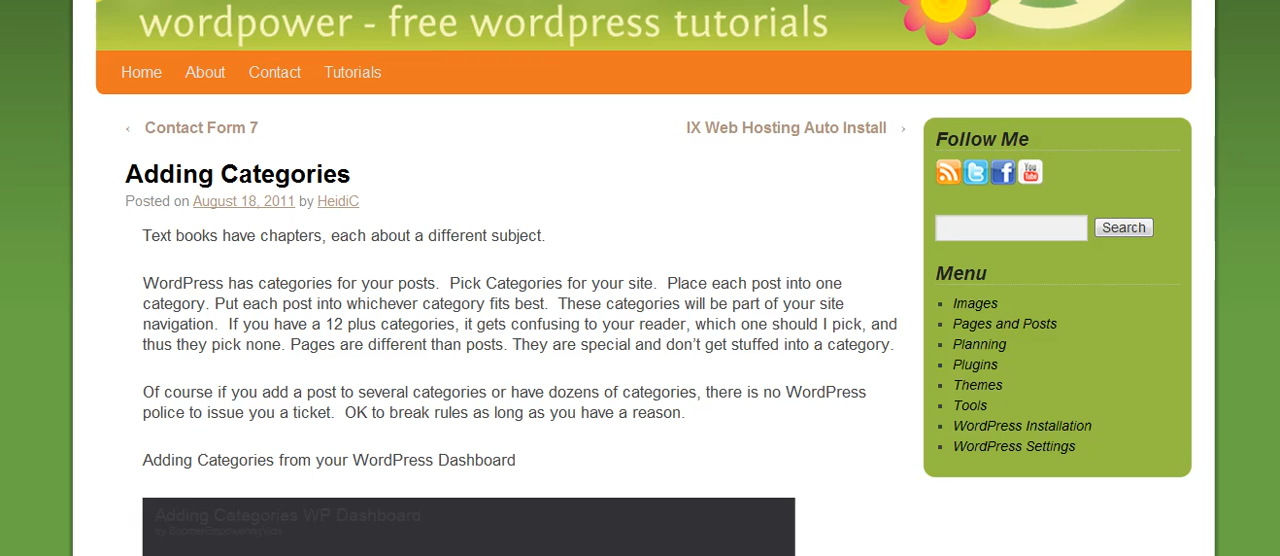 wordpower - free wordpress tutorials
Home About Contact Tutorials
‹ Contact Form 7
IX Web Hosting Auto Install ›
Adding Categories
Posted on August 18, 2011 by HeidiC
Text books have chapters, each about a different subject.
WordPress has categories for your posts.  Pick Categories for your site.  Place each post into one
category. Put each post into whichever category fits best.  These categories will be part of your site
navigation.  If you have a 12 plus categories, it gets confusing to your reader, which one should I pick, and
thus they pick none. Pages are different than posts. They are special and don’t get stuffed into a category.
Of course if you add a post to several categories or have dozens of categories, there is no WordPress
police to issue you a ticket.  OK to break rules as long as you have a reason.
Adding Categories from your WordPress Dashboard
Adding Categories WP Dashboard
Follow Me
You
Search
Menu
Images
Pages and Posts
Planning
Plugins
Themes
Tools
WordPress Installation
WordPress Settings